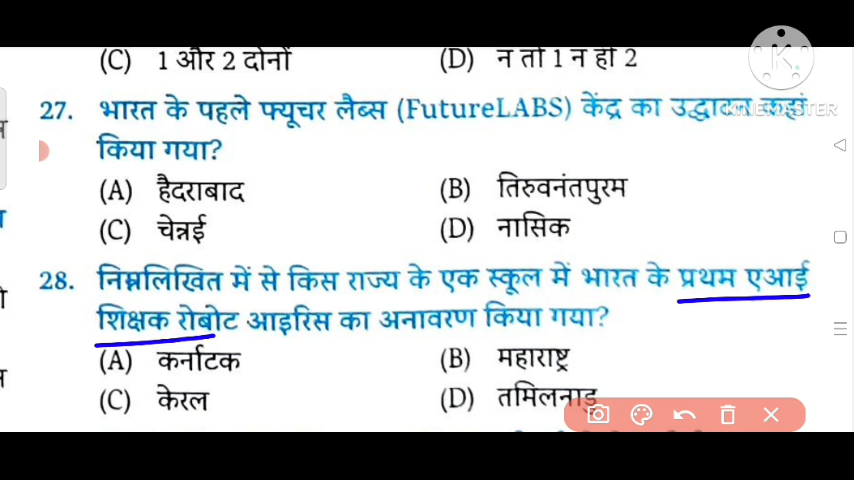 (C) 1 और 2 दोनों (D) न तो 1 न ही 2
KINEMASTER
27. भारत के पहले फ्यूचर लैब्स (FutureLABS) केंद्र का उद्घाटन कहां
किया गया?
(A) हैदराबाद (B) तिरुवनंतपुरम
(C) चेन्नई (D) नासिक
28. निम्नलिखित में से किस राज्य के एक स्कूल में भारत के प्रथम एआई
शिक्षक रोबोट आइरिस का अनावरण किया गया?
(A) कर्नाटक (B) महाराष्ट्र
(C) केरल (D) तमिलनाडु